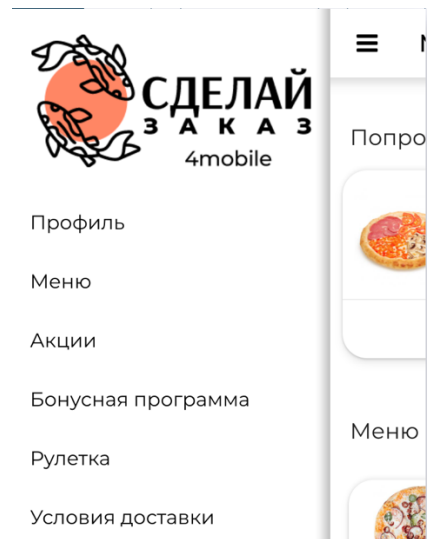 СДЕЛАЙ
ЗАКАЗ
4mobile
Профиль
Меню
Акции
Бонусная программа
Рулетка
Условия доставки
Попро
Меню